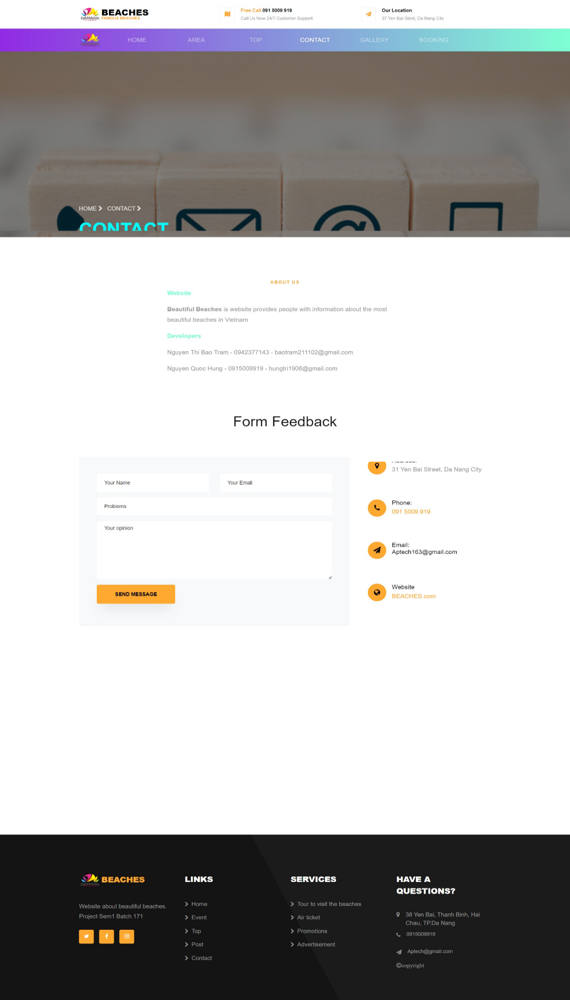 DANANG
BEACHES
FAMOUS BEACHES
Free Call 091 5009 919
Call Us Now 24/7 Customer Support
Our Location
37 Yen Bai Steet, Da Nang City
DANANG
HOME
AREA
TOP
CONTACT
GALLERY
BOOKING
HOME
CONTACT
CONTACT
ABOUT US
Website
Beautiful Beaches is website provides people with information about the most
beautiful beaches in Vietnam
Developers
Nguyen Thi Bao Tram - 0942377143 - baotram211102@gmail.com
Nguyen Quoc Hung - 0915009919 - hungtri1906@gmail.com
Form Feedback
Your Name
Your Email
Problems
Your opinion
SEND MESSAGE
Address:
31 Yen Bai Street, Da Nang City
Phone:
091 5009 919
Email:
Aptech163@gmail.com
Website
BEACHES.com
DANANG
BEACHES
Website about beautiful beaches.
Project Sem1 Batch 171
LINKS
Home
Event
Top
Post
Contact
SERVICES
Tour to visit the beaches
Air ticket
Promotions
Advertisement
HAVE A
QUESTIONS?
38 Yen Bai, Thanh Binh, Hai
Chau, TP.Da Nang
0915009919
Aptech@gmail.com
©copyright